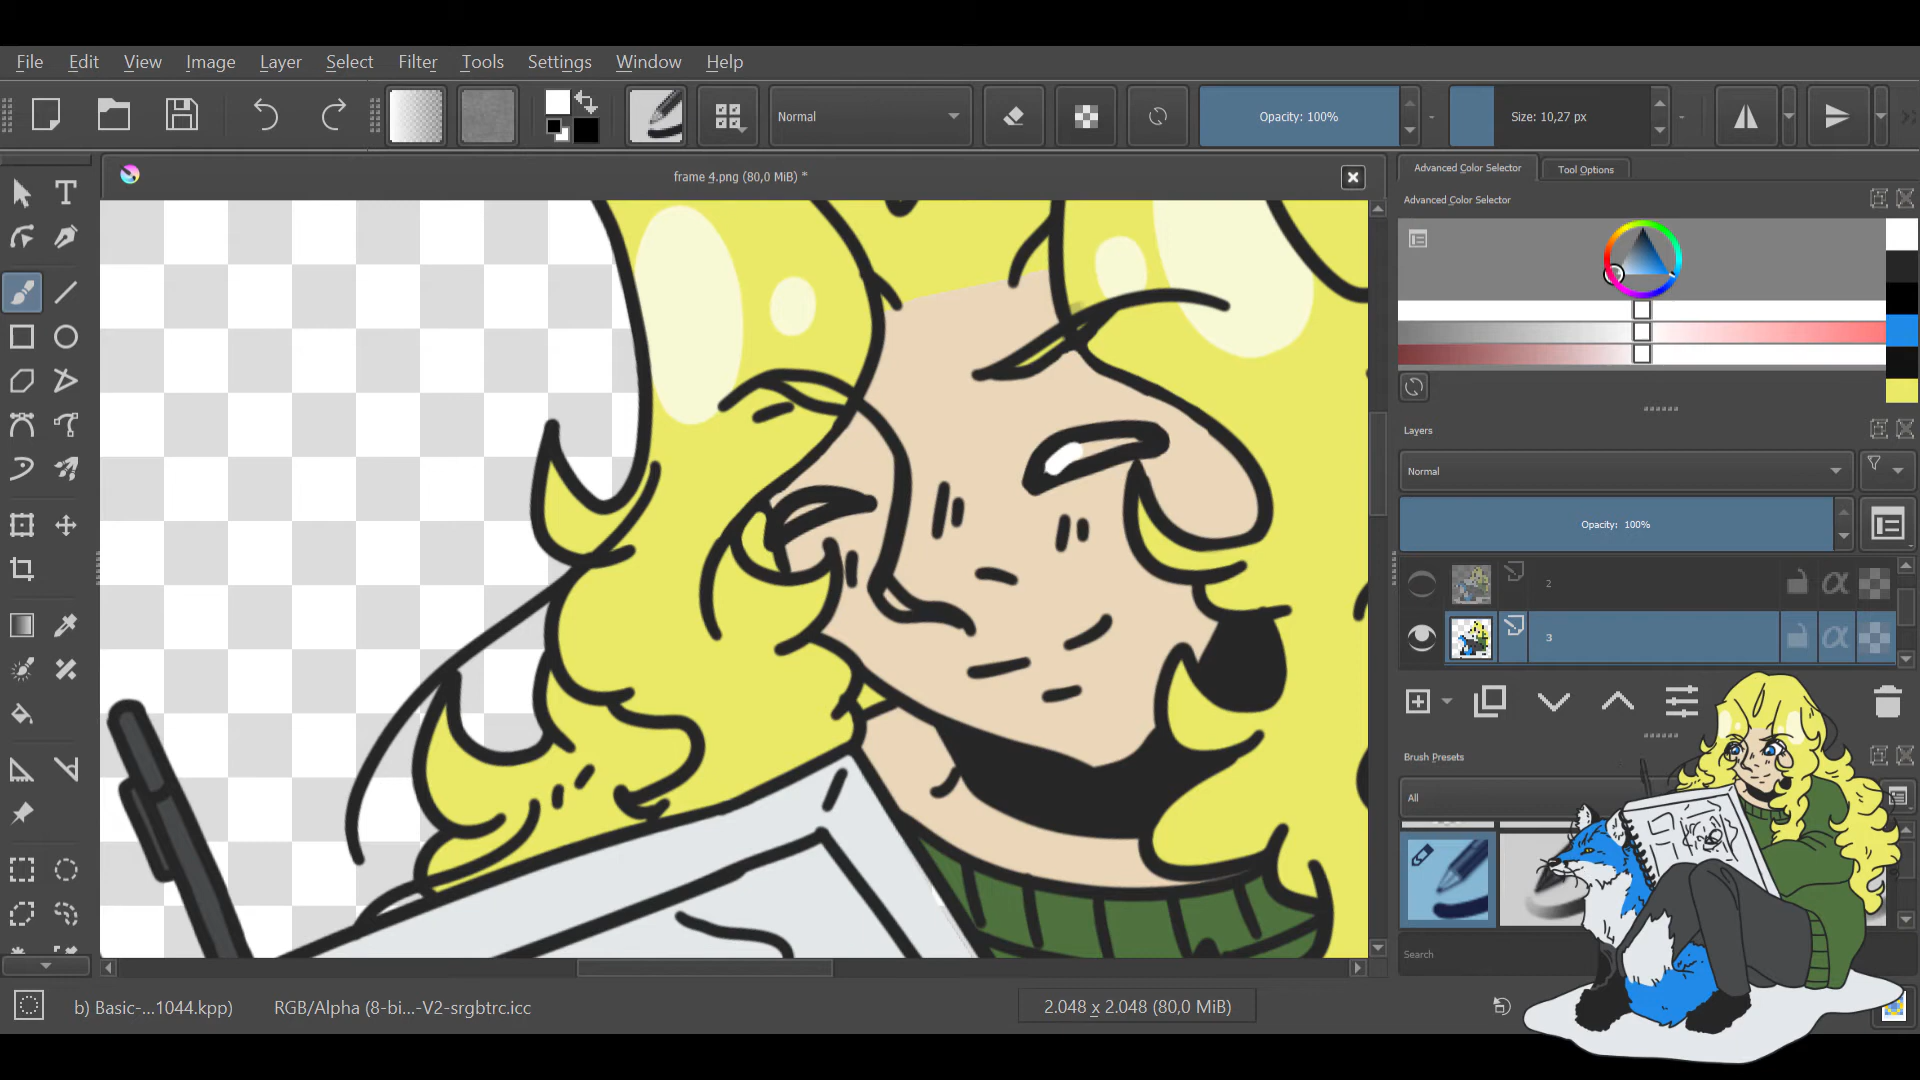 File Edit View Image Layer Select Filter Tools Settings Window Help
Normal
Opacity: 100%
Size: 10,27 px
frame 4.png (80,0 MiB) *
Advanced Color Selector
Tool Options
Advanced Color Selector
Layers
Normal
Opacity: 100%
2
3
Brush Presets
All
Search
b) Basic-...1044.kpp)
RGB/Alpha (8-bi...-V2-srgbtrc.icc
2.048 x 2.048 (80,0 MiB)